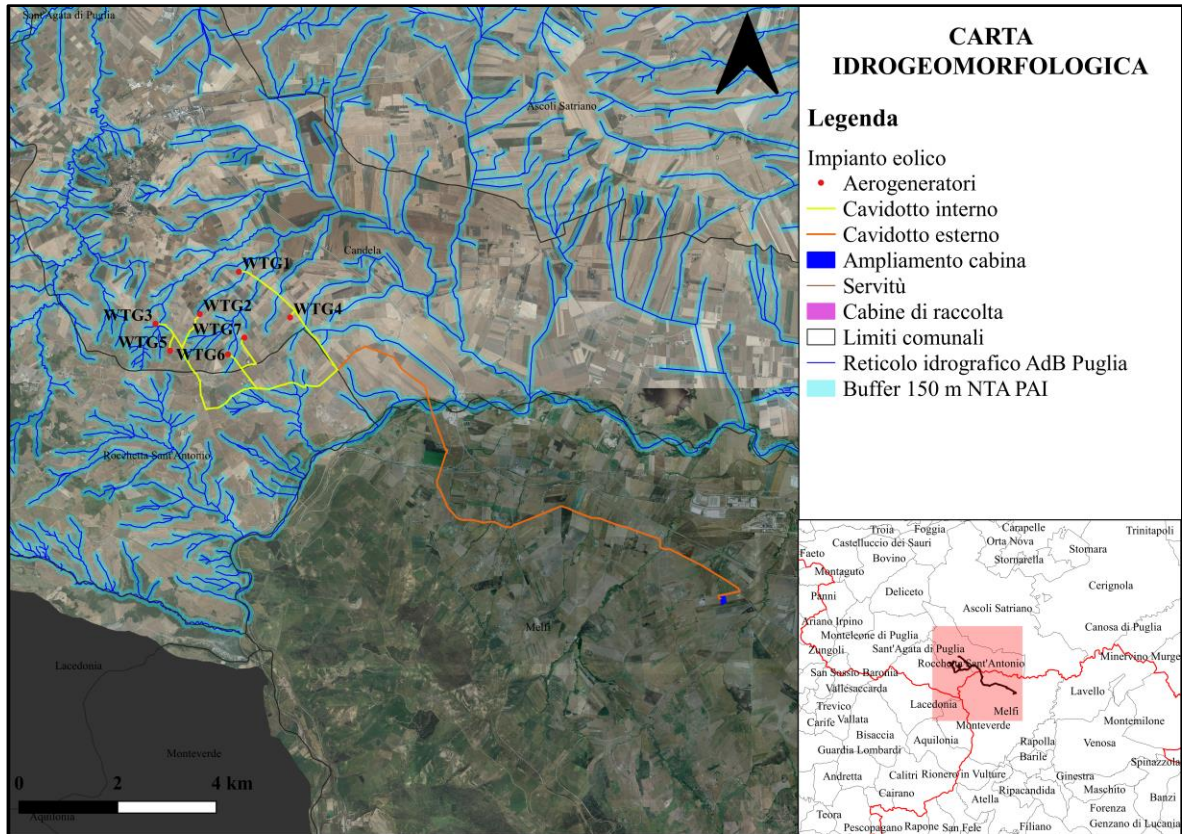 Sant'Agata di Puglia
Ascoli Satriano
Candela
WTG1
WTG2
WTG3
WTG4
WTG7
WTG5
WTG6
Rocchetta Sant'Antonio
Melfi
Lacedonia
Monteverde
0 2 4 km
Aquilonia
CARTA
IDROGEOMORFOLOGICA
Legenda
Impianto eolico
Aerogeneratori
Cavidotto interno
Cavidotto esterno
Ampliamento cabina
Servitù
Cabine di raccolta
Limiti comunali
Reticolo idrografico AdB Puglia
Buffer 150 m NTA PAI
Troia Foggia Carapelle Trinitapoli
Castelluccio dei Sauri Orta Nova
Faeto Bovino Stornara
Stornarella
Montaguto
Panni Deliceto Cerignola
Ascoli Satriano
Ariano Irpino Canosa di Puglia
Monteleone di Puglia
Zungoli Sant'Agata di Puglia Minervino Murge
Rocchetta Sant'Antonio
San Sossio Baronia
Vallesaccarda Lavello
Trevico Lacedonia Melfi
Carife Vallata Monteverde Montemilone
Bisaccia Aquilonia Rapolla Venosa
Guardia Lombardi Barile
Spinazzola
Andretta Calitri Rionero in Vulture Ginestra
Cairano Ripacandida Maschito Banzi
Atella Forenza
Teora
Pescopagano Rapone San Fele Filiano Genzano di Lucania